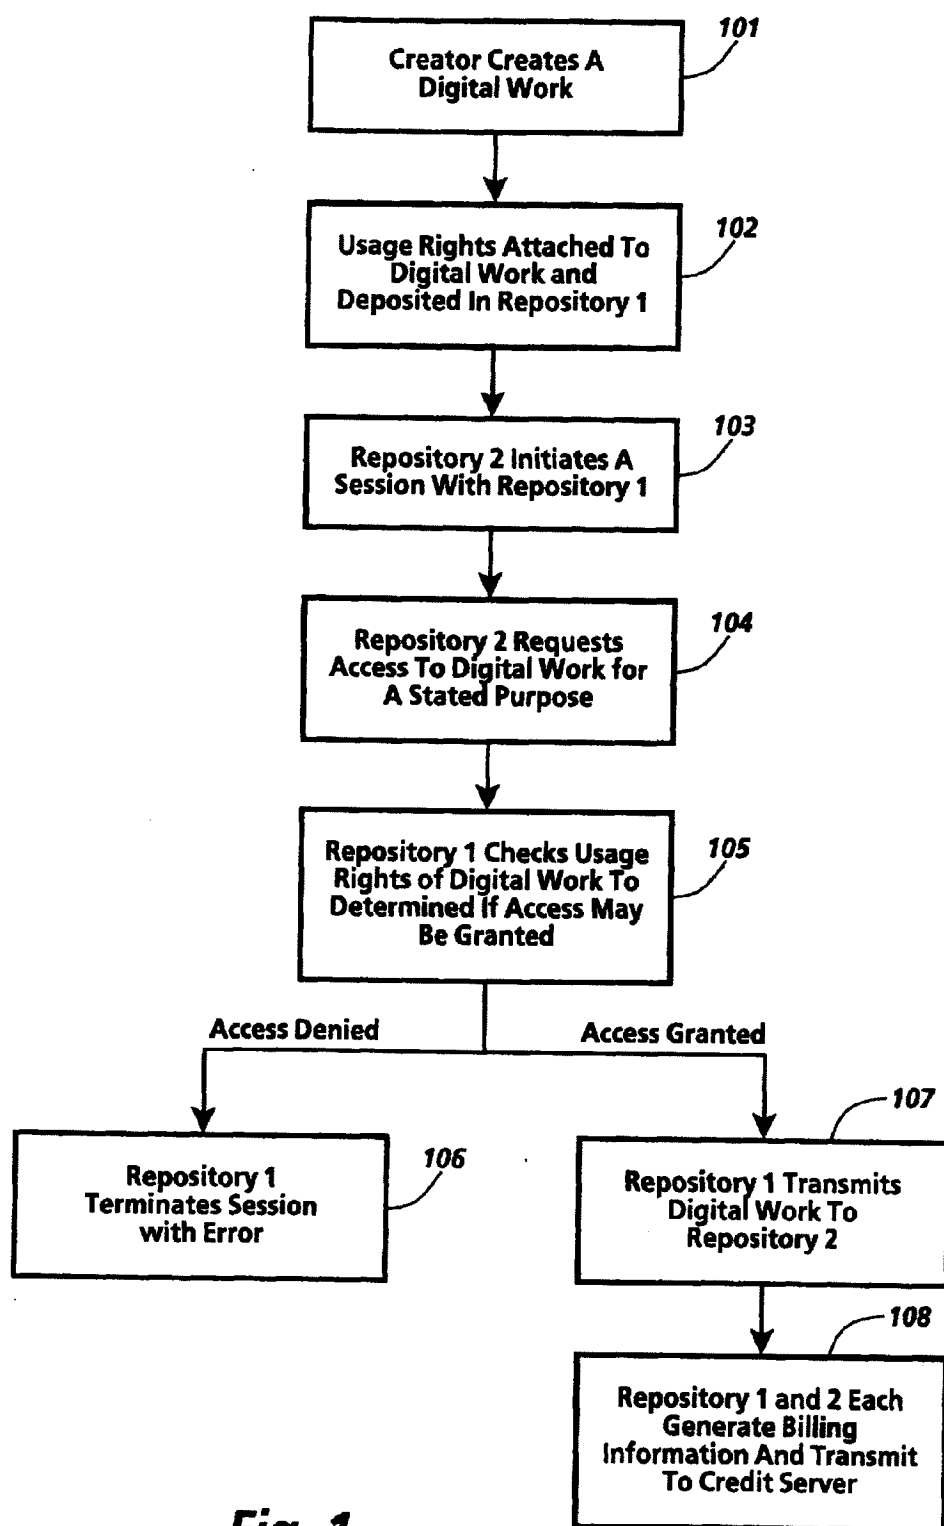 101
Creator Creates A
Digital Work
102
Usage Rights Attached To
Digital Work and
Deposited In Repository 1
103
Repository 2 Initiates A
Session With Repository 1
104
Repository 2 Requests
Access To Digital Work for
A Stated Purpose
105
Repository 1 Checks Usage
Rights of Digital Work To
Determined If Access May
Be Granted
Access Denied
Access Granted
106
Repository 1
Terminates Session
with Error
107
Repository 1 Transmits
Digital Work To
Repository 2
108
Repository 1 and 2 Each
Generate Billing
Information And Transmit
To Credit Server
Fig. 1